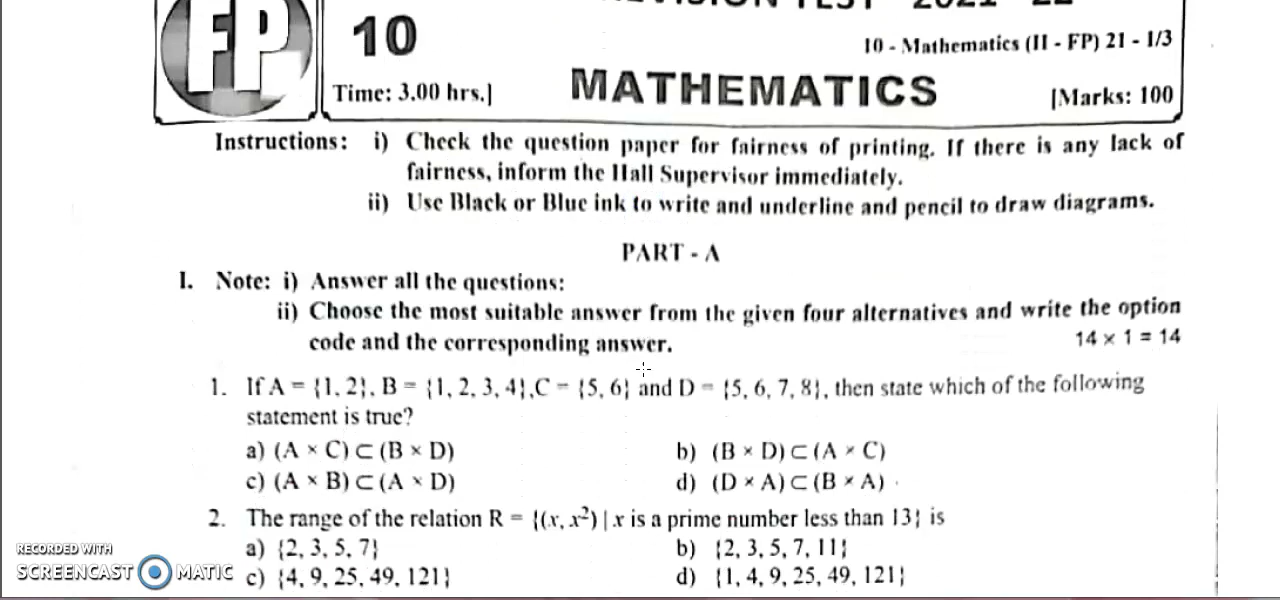 FP
10
10 - Mathematics (II - FP) 21 - 1/3
Time: 3.00 hrs.]
MATHEMATICS
[Marks: 100
Instructions: i) Check the question paper for fairness of printing. If there is any lack of
fairness, inform the Hall Supervisor immediately.
ii) Use Black or Blue ink to write and underline and pencil to draw diagrams.
PART - A
I. Note: i) Answer all the questions:
ii) Choose the most suitable answer from the given four alternatives and write the option
code and the corresponding answer. 14 × 1 = 14
1. If A = {1, 2}, B = {1, 2, 3, 4},C = {5, 6} and D = {5, 6, 7, 8}, then state which of the following
statement is true?
a) (A × C) ⊂ (B × D) b) (B × D) ⊂ (A × C)
c) (A × B) ⊂ (A × D) d) (D × A) ⊂ (B × A)
2. The range of the relation R = {(x, x²) | x is a prime number less than 13} is
a) {2, 3, 5, 7} b) {2, 3, 5, 7, 11}
c) {4, 9, 25, 49, 121} d) {1, 4, 9, 25, 49, 121}
RECORDED WITH
SCREENCAST MATIC